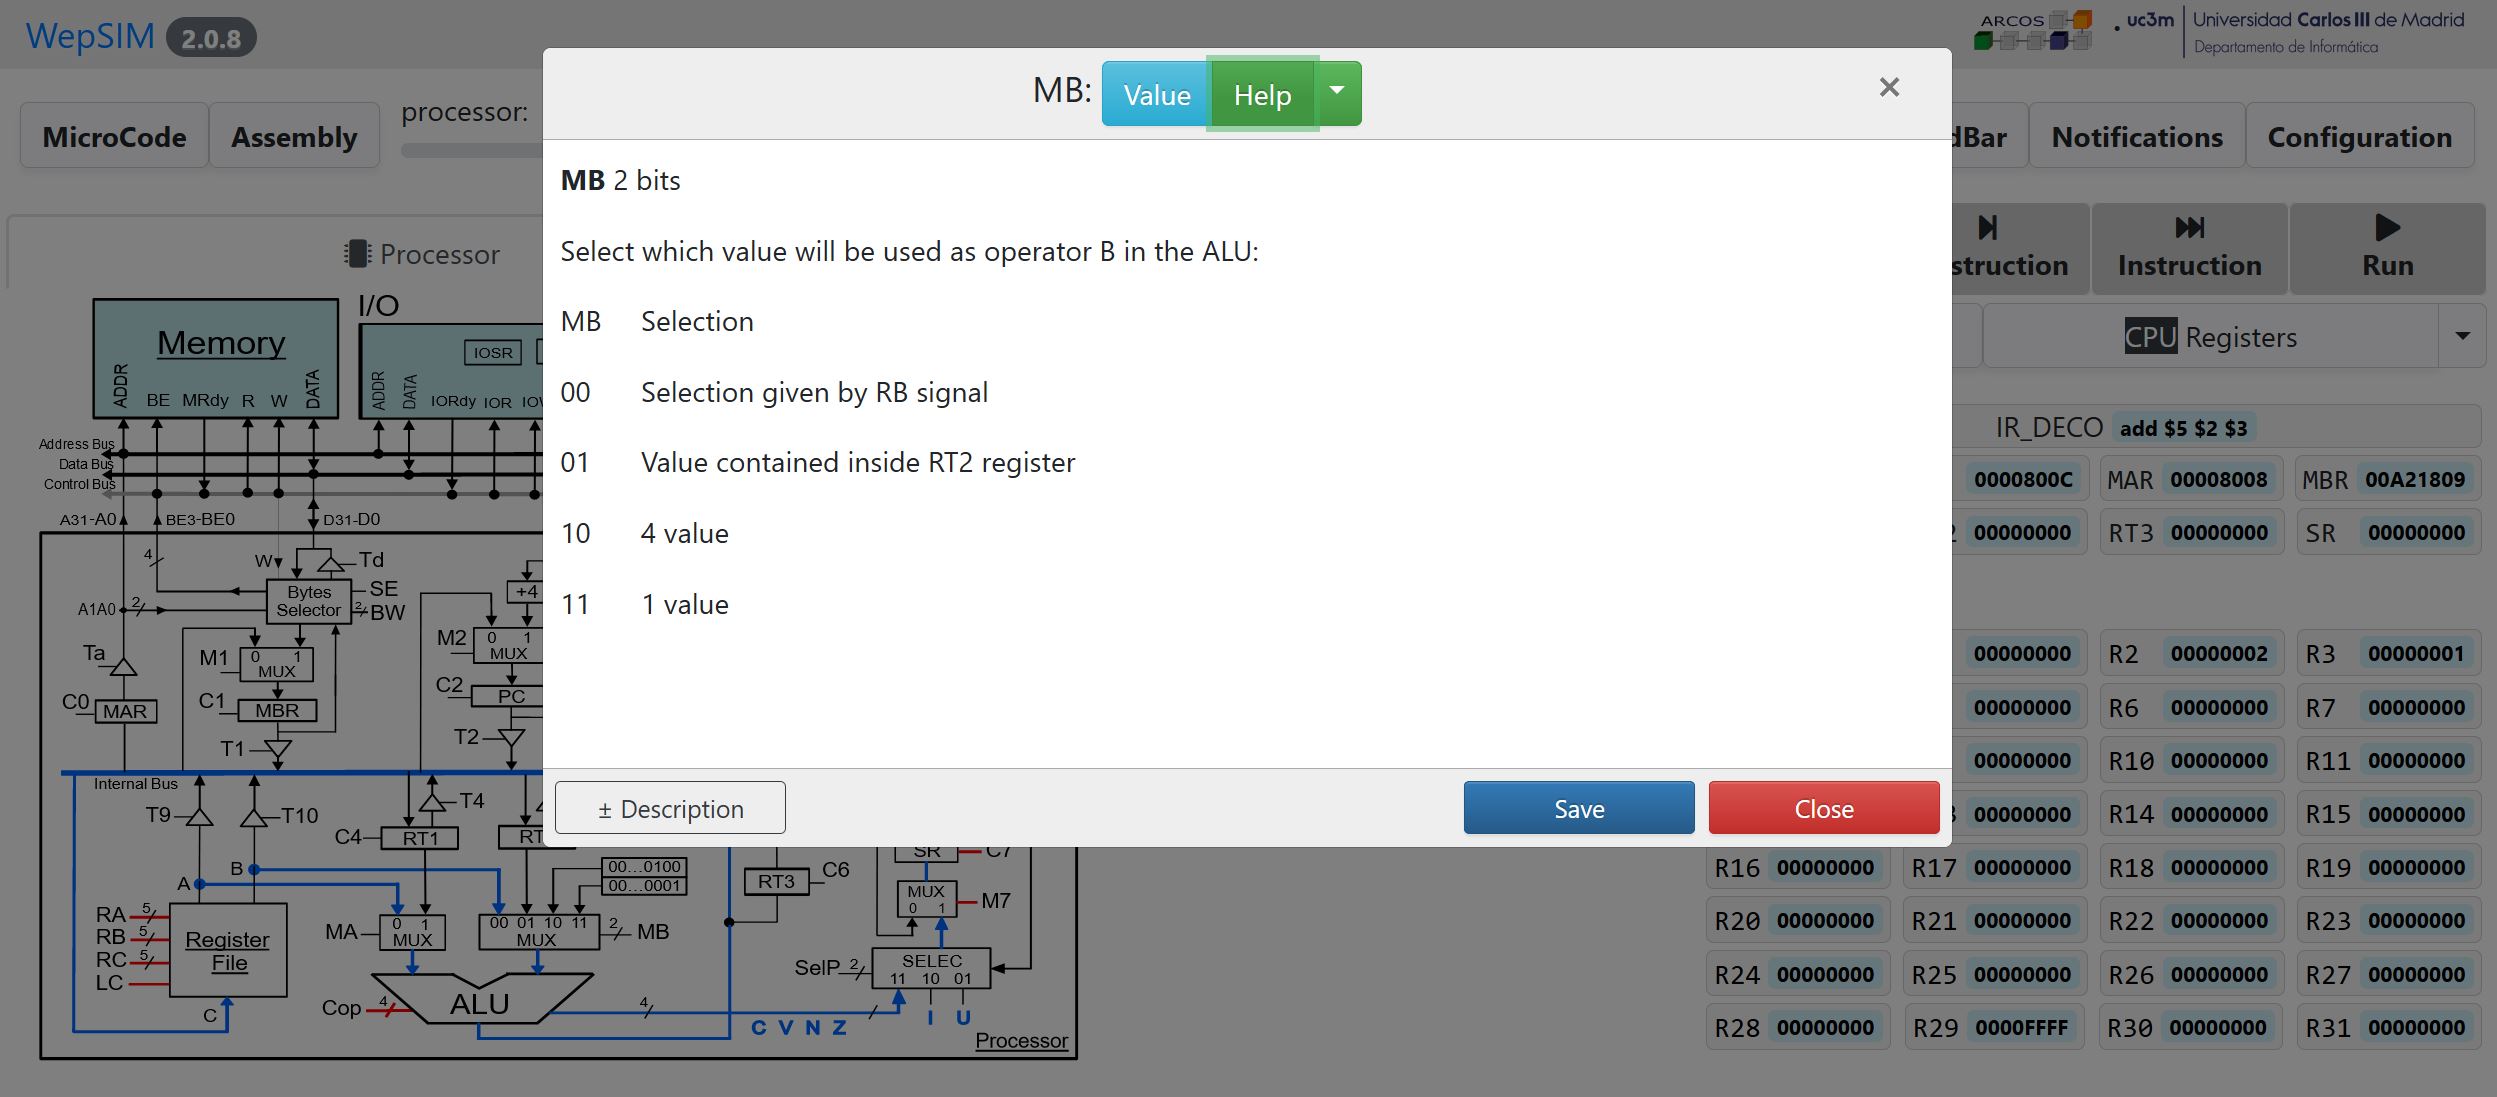 WepSIM 2.0.8
ARCOS
uc3m Universidad Carlos III de Madrid
Departamento de Informática
MB: Value Help ×
MicroCode Assembly processor:
dBar Notifications Configuration
MB 2 bits
Select which value will be used as operator B in the ALU:
MB Selection
00 Selection given by RB signal
01 Value contained inside RT2 register
10 4 value
11 1 value
± Description Save Close
Processor
struction Instruction Run
CPU Registers
IR_DECO add $5 $2 $3
0000800C MAR 00008008 MBR 00A21809
00000000 RT3 00000000 SR 00000000
00000000 R2 00000002 R3 00000001
00000000 R6 00000000 R7 00000000
00000000 R10 00000000 R11 00000000
00000000 R14 00000000 R15 00000000
R16 00000000 R17 00000000 R18 00000000 R19 00000000
R20 00000000 R21 00000000 R22 00000000 R23 00000000
R24 00000000 R25 00000000 R26 00000000 R27 00000000
R28 00000000 R29 0000FFFF R30 00000000 R31 00000000
I/O
Memory
IOSR
ADDR BE MRdy R W DATA
ADDR DATA IORdy IOR
Address Bus
Data Bus
Control Bus
A31-A0 BE3-BE0 D31-D0
4 W Td
Bytes
Selector
SE
2 BW
A1A0 2
+4
Ta
M1 0 1
MUX
M2 0 1
MUX
C0 MAR
C1 MBR
C2 PC
T1 T2
Internal Bus
T9 T10 T4
C4 RT1 RT
00...0100
00...0001
RT3 C6
SR C7
MUX
0 1
M7
A B
RA 5
RB 5
RC 5
LC
Register
File
C
MA 0 1
MUX
00 01 10 11
MUX
2 MB
Cop 4 ALU 4
C V N Z
SelP 2 SELEC
11 10 01
I U
Processor